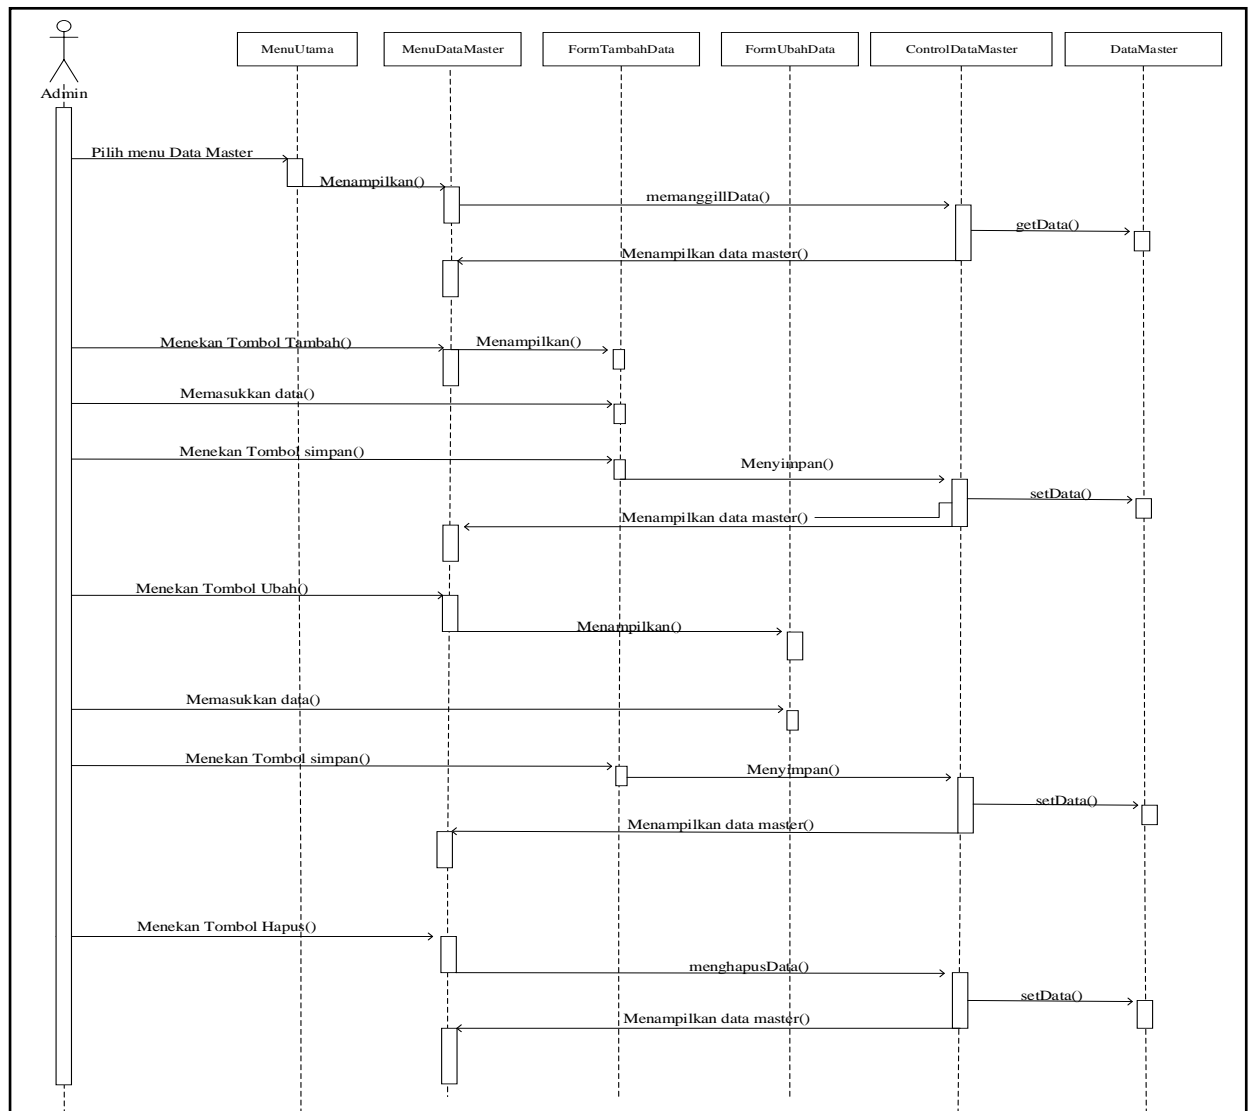 MenuUtama
MenuDataMaster
FormTambahData
FormUbahData
ControlDataMaster
DataMaster
Admin
Pilih menu Data Master
Menampilkan()
memanggillData()
getData()
Menampilkan data master()
Menekan Tombol Tambah()
Menampilkan()
Memasukkan data()
Menekan Tombol simpan()
Menyimpan()
setData()
Menampilkan data master()
Menekan Tombol Ubah()
Menampilkan()
Memasukkan data()
Menekan Tombol simpan()
Menyimpan()
setData()
Menampilkan data master()
Menekan Tombol Hapus()
menghapusData()
setData()
Menampilkan data master()